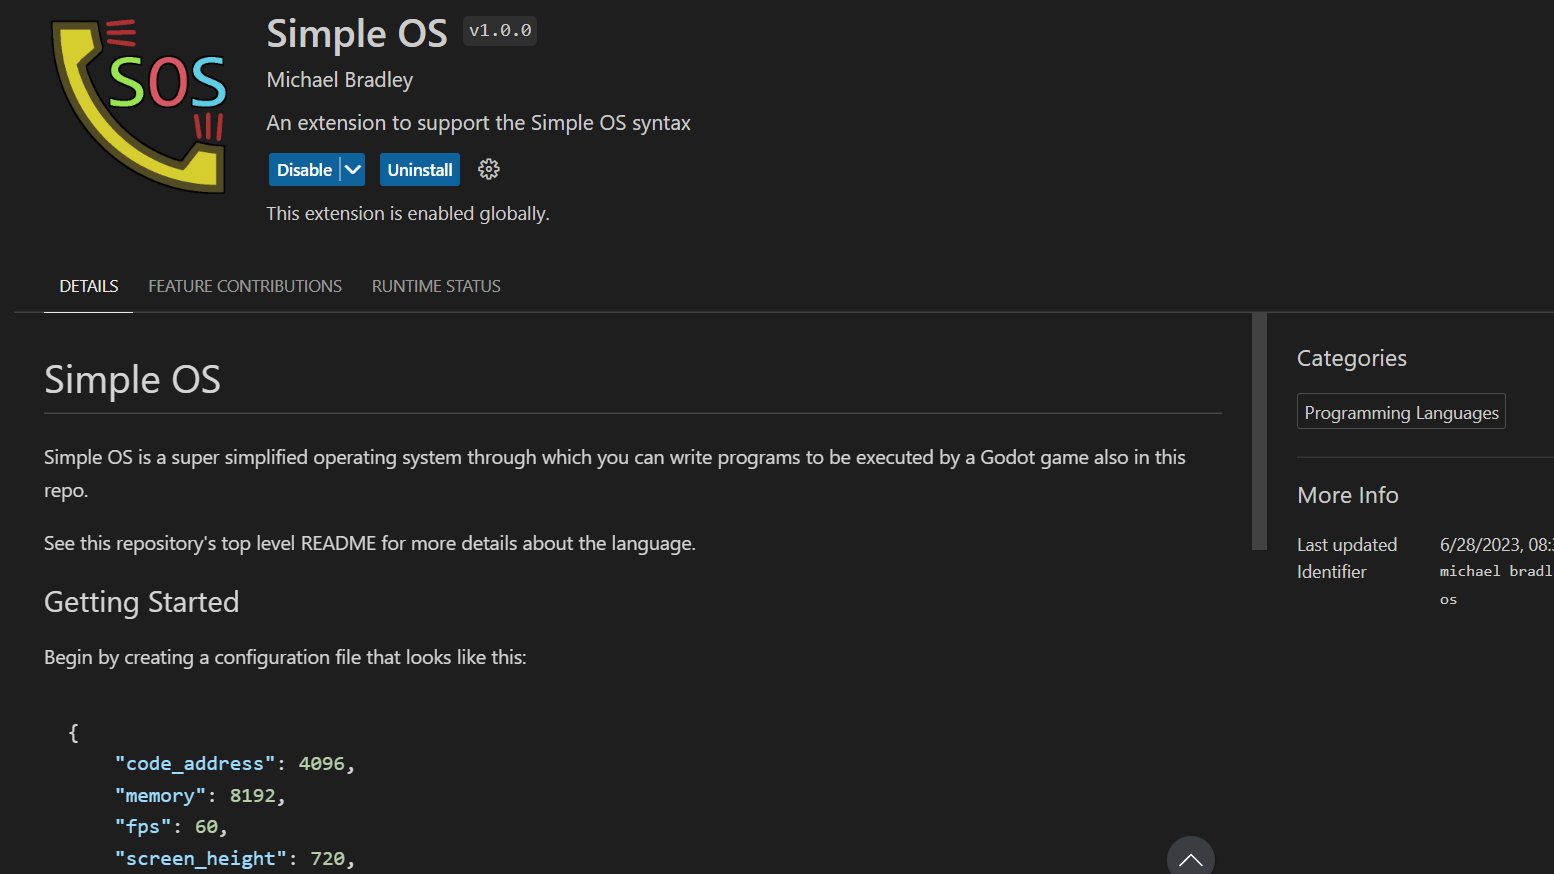 SOS
Simple OS v1.0.0
Michael Bradley
An extension to support the Simple OS syntax
Disable
Uninstall
This extension is enabled globally.
DETAILS FEATURE CONTRIBUTIONS RUNTIME STATUS
Simple OS
Simple OS is a super simplified operating system through which you can write programs to be executed by a Godot game also in this
repo.
See this repository's top level README for more details about the language.
Getting Started
Begin by creating a configuration file that looks like this:
{
"code_address": 4096,
"memory": 8192,
"fps": 60,
"screen_height": 720,
Categories
Programming Languages
More Info
Last updated 6/28/2023, 08:
Identifier michael bradl
os